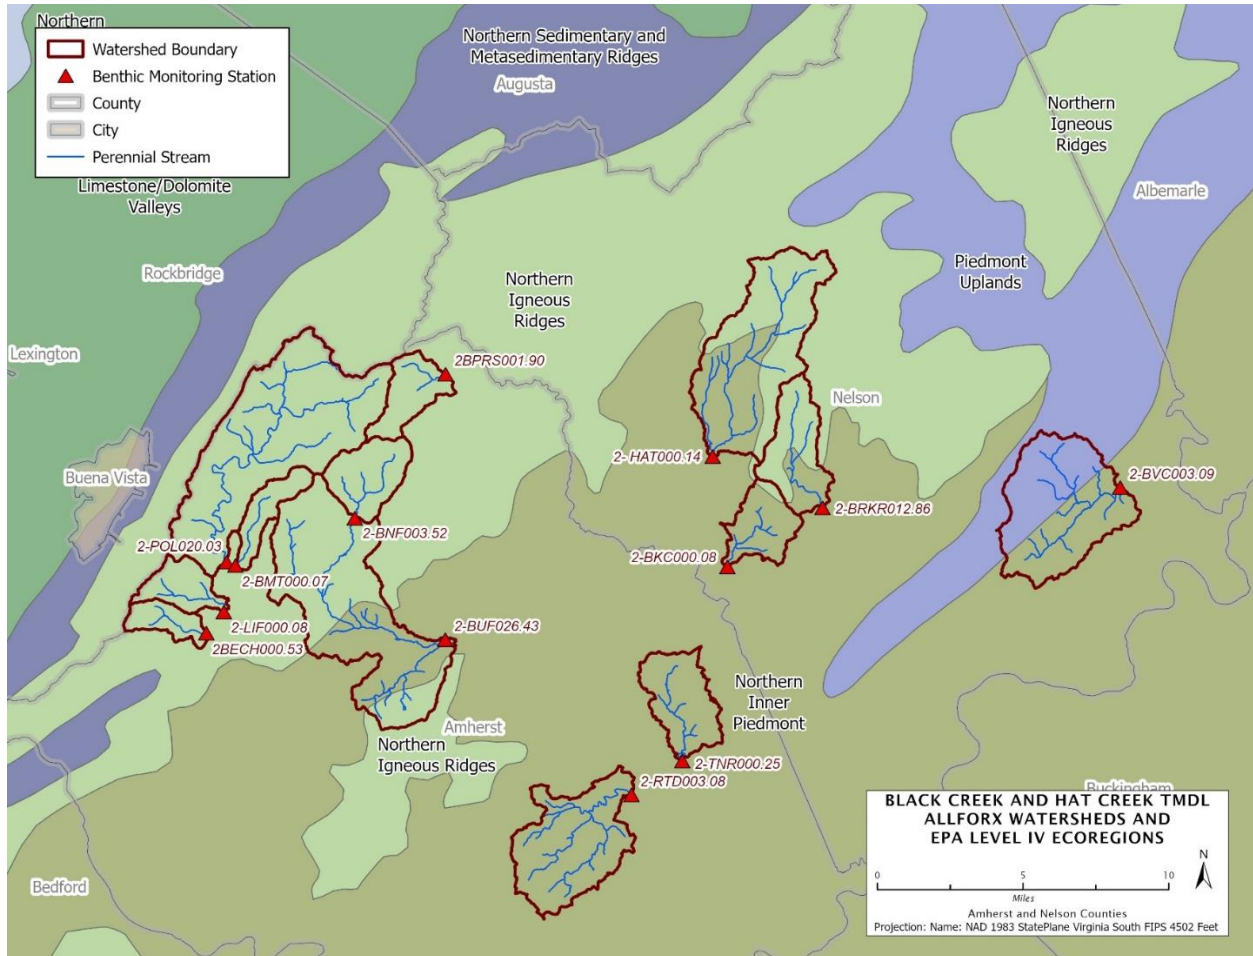 Northern
Limestone/Dolomite
Valleys
Watershed Boundary
Benthic Monitoring Station
County
City
Perennial Stream
Northern Sedimentary and
Metasedimentary Ridges
Augusta
Northern
Igneous
Ridges
Albemarle
Rockbridge
Piedmont
Uplands
Northern
Igneous
Ridges
Lexington
2BPRS001.90
Nelson
2- HAT000.14
Buena Vista
2-BVC003.09
2-BRKR012.86
2-BNF003.52
2-POL020.03
2-BKC000.08
2-BMT000.07
2-LIF000.08
2-BUF026.43
2BECH000.53
Northern
Inner
Piedmont
Amherst
Northern
Igneous Ridges
2-TNR000.25
2-RTD003.08
Buckingham
Bedford
BLACK CREEK AND HAT CREEK TMDL
ALLFORX WATERSHEDS AND
EPA LEVEL IV ECOREGIONS
N
0 5 10
Miles
Amherst and Nelson Counties
Projection: Name: NAD 1983 StatePlane Virginia South FIPS 4502 Feet